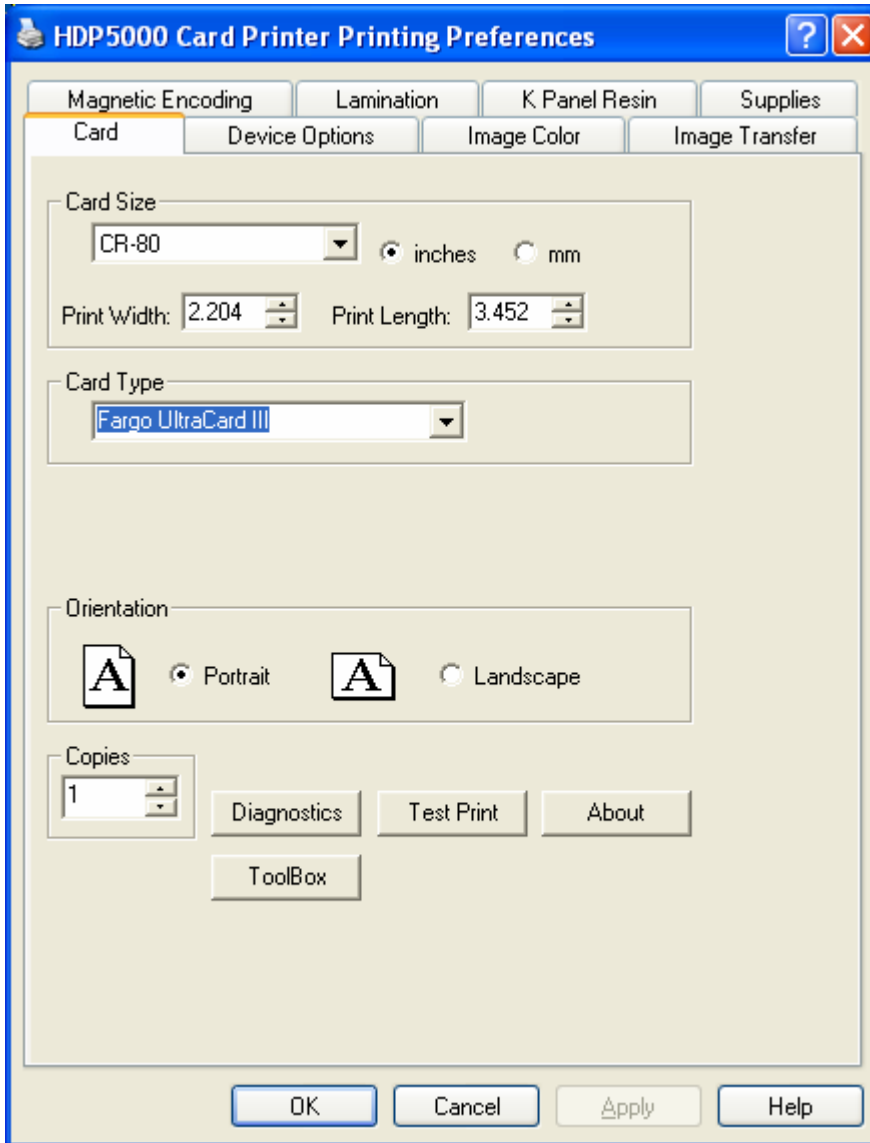 HDP5000 Card Printer Printing Preferences
Magnetic Encoding Lamination K Panel Resin Supplies
Card Device Options Image Color Image Transfer
Card Size
CR-80 inches mm
Print Width: 2.204 Print Length: 3.452
Card Type
Fargo UltraCard III
Orientation
A Portrait A Landscape
Copies
1
Diagnostics Test Print About
ToolBox
OK Cancel Apply Help